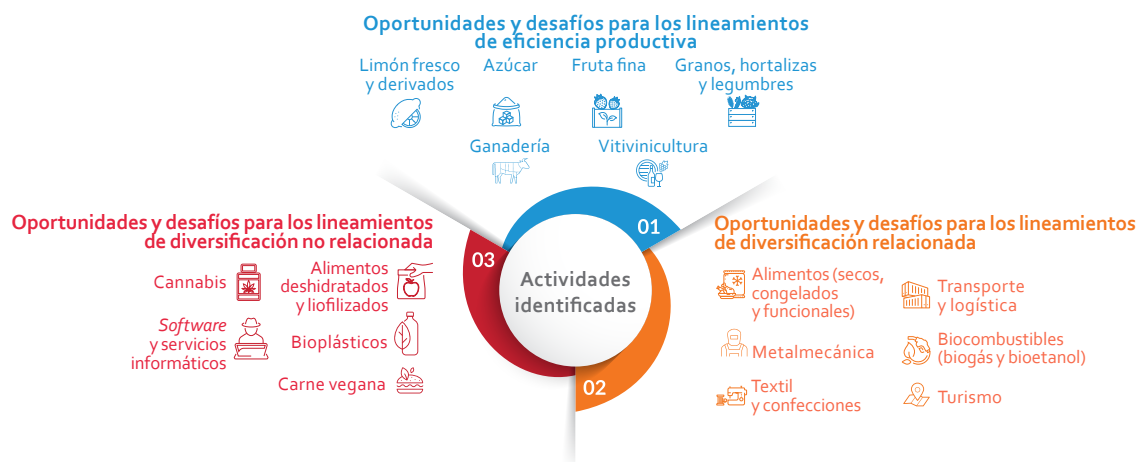 Oportunidades y desafíos para los lineamientos
de eficiencia productiva
Limón fresco
y derivados
Azúcar
Fruta fina
Granos, hortalizas
y legumbres
Ganadería
Vitivinicultura
01
Oportunidades y desafíos para los lineamientos
de diversificación relacionada
Alimentos (secos,
congelados
y funcionales)
Transporte
y logística
Metalmecánica
Biocombustibles
(biogás y bioetanol)
Textil
y confecciones
Turismo
02
Oportunidades y desafíos para los lineamientos
de diversificación no relacionada
Cannabis
Alimentos
deshidratados
y liofilizados
Software
y servicios
informáticos
Bioplásticos
Carne vegana
03
Actividades
identificadas